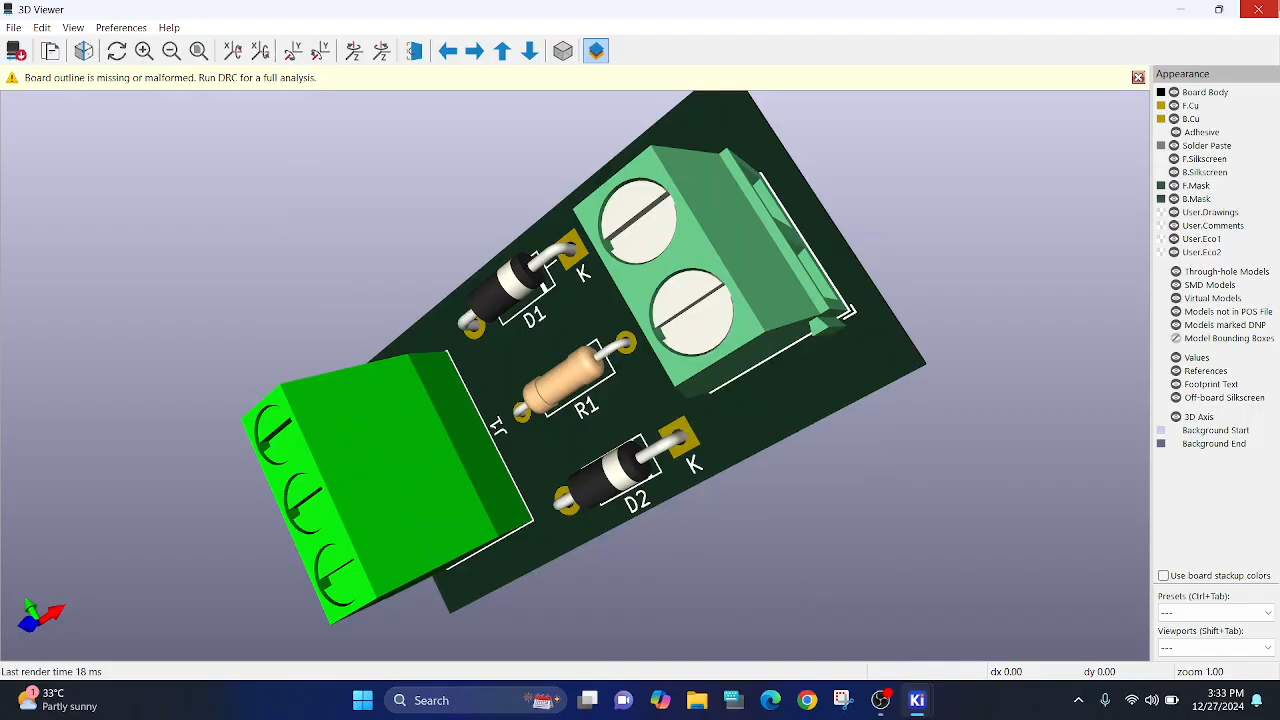 3D Viewer
File Edit View Preferences Help
Board outline is missing or malformed. Run DRC for a full analysis.
Appearance
Board Body
F.Cu
B.Cu
Adhesive
Solder Paste
F.Silkscreen
B.Silkscreen
F.Mask
B.Mask
User.Drawings
User.Comments
User.Eco1
User.Eco2
Through-hole Models
SMD Models
Virtual Models
Models not in POS File
Models marked DNP
Model Bounding Boxes
Values
References
Footprint Text
Off-board Silkscreen
3D Axis
Background Start
Background End
Use board stackup colors
Presets (Ctrl+Tab):
---
Viewports (Shift+Tab):
---
K
D1
R1
J1
K
D2
Last render time 18 ms
dx 0.00
dy 0.00
zoom 1.00
1
33°C
Partly sunny
Search
Ki
3:33 PM
12/27/2024